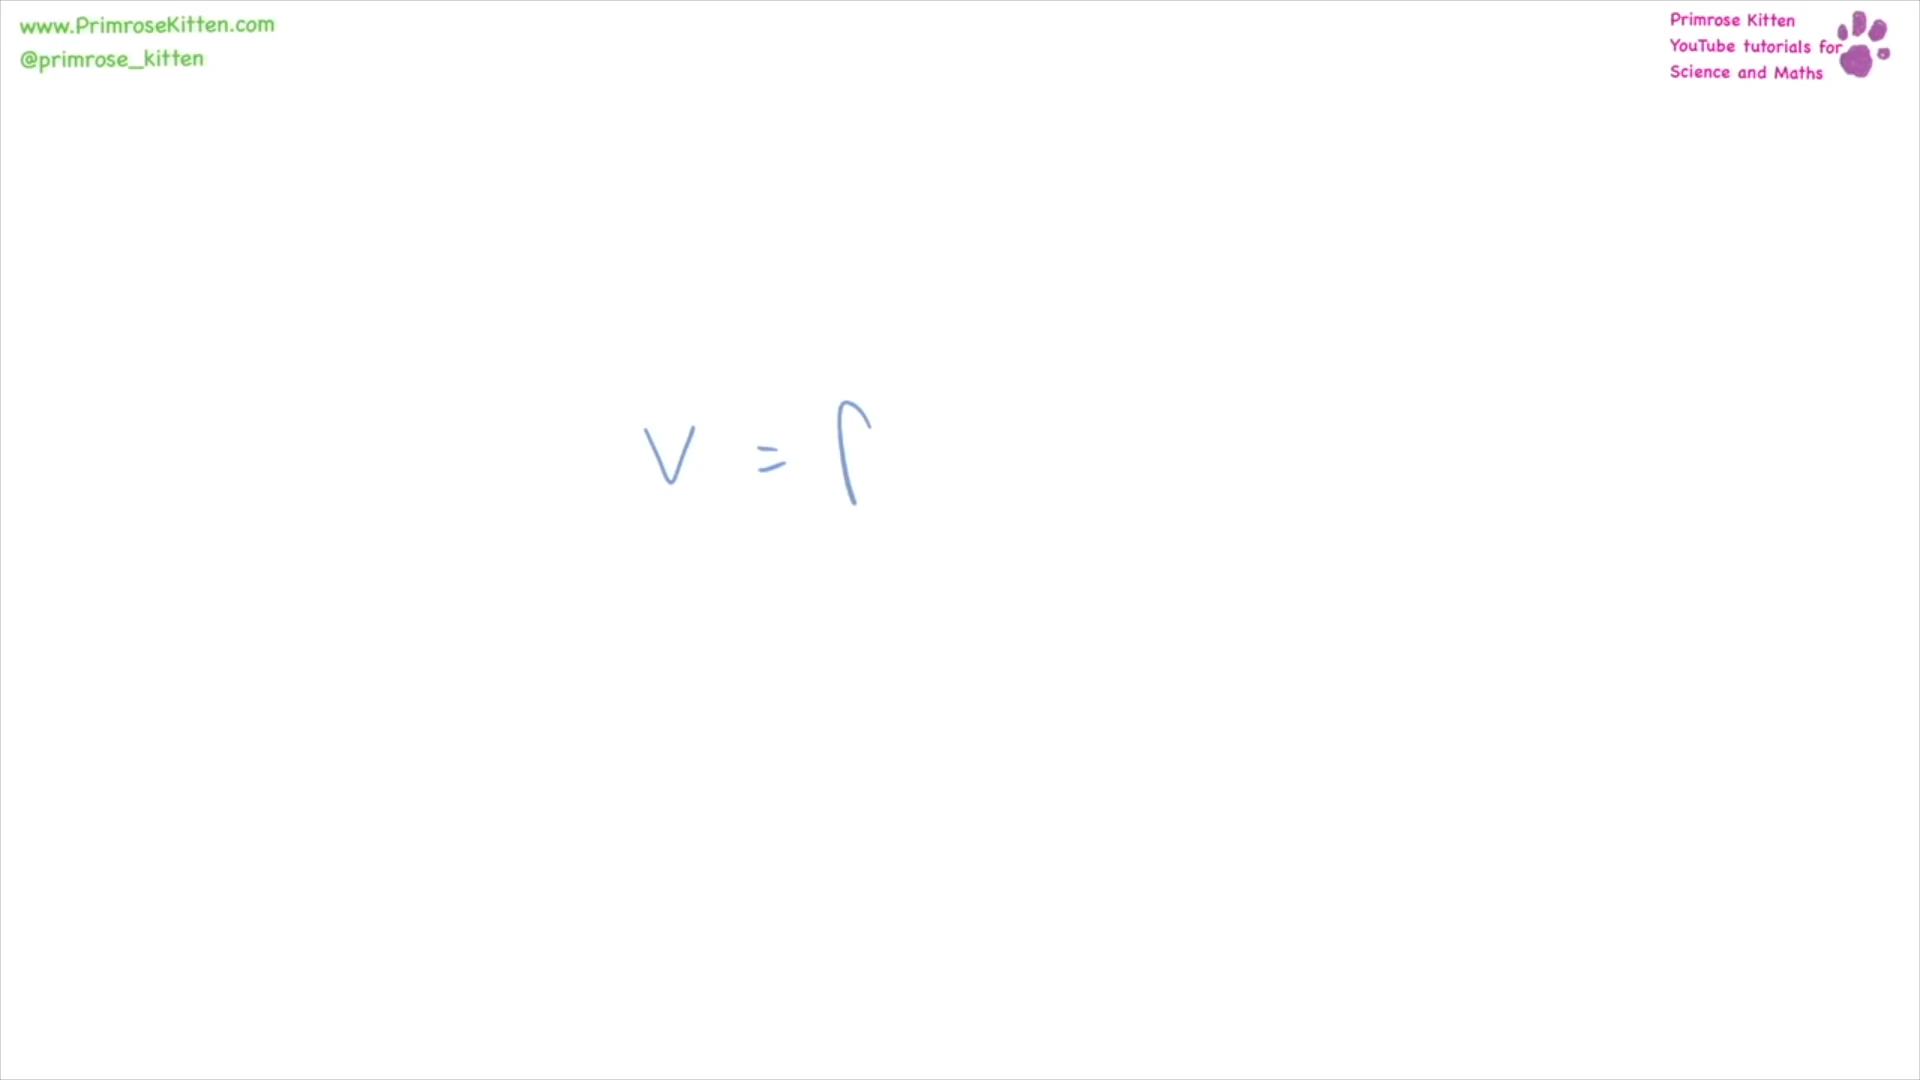 www.PrimroseKitten.com
@primrose_kitten
Primrose Kitten
YouTube tutorials for
Science and Maths
V =